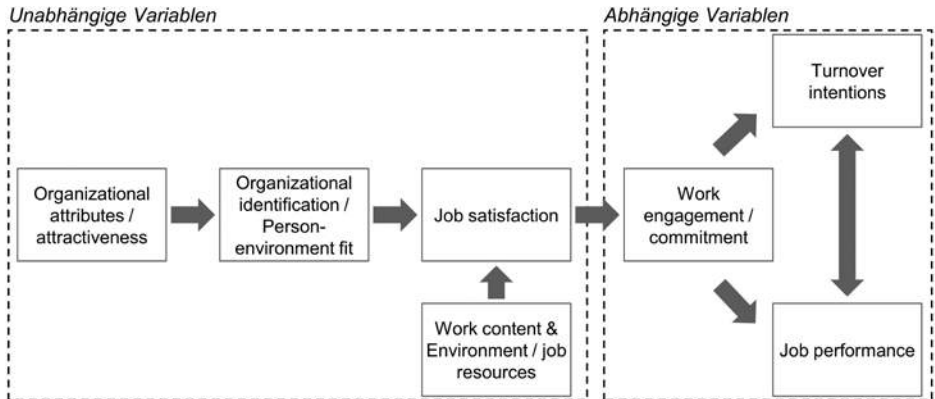 Unabhängige Variablen
Abhängige Variablen
Turnover
intentions
Organizational
attributes /
attractiveness
Organizational
identification /
Person-
environment fit
Job satisfaction
Work
engagement /
commitment
Work content &
Environment / job
resources
Job performance